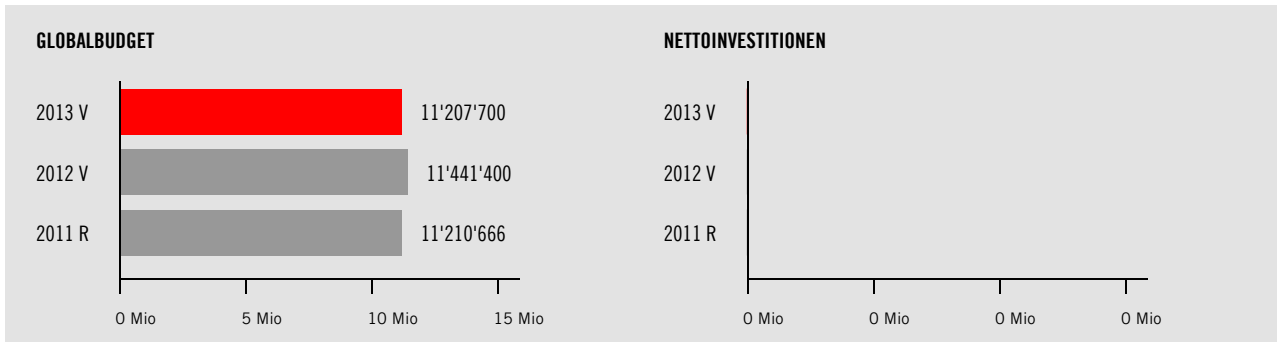 GLOBALBUDGET
2013 V 11'207'700
2012 V 11'441'400
2011 R 11'210'666
0 Mio 5 Mio 10 Mio 15 Mio
NETTOINVESTITIONEN
2013 V
2012 V
2011 R
0 Mio 0 Mio 0 Mio 0 Mio